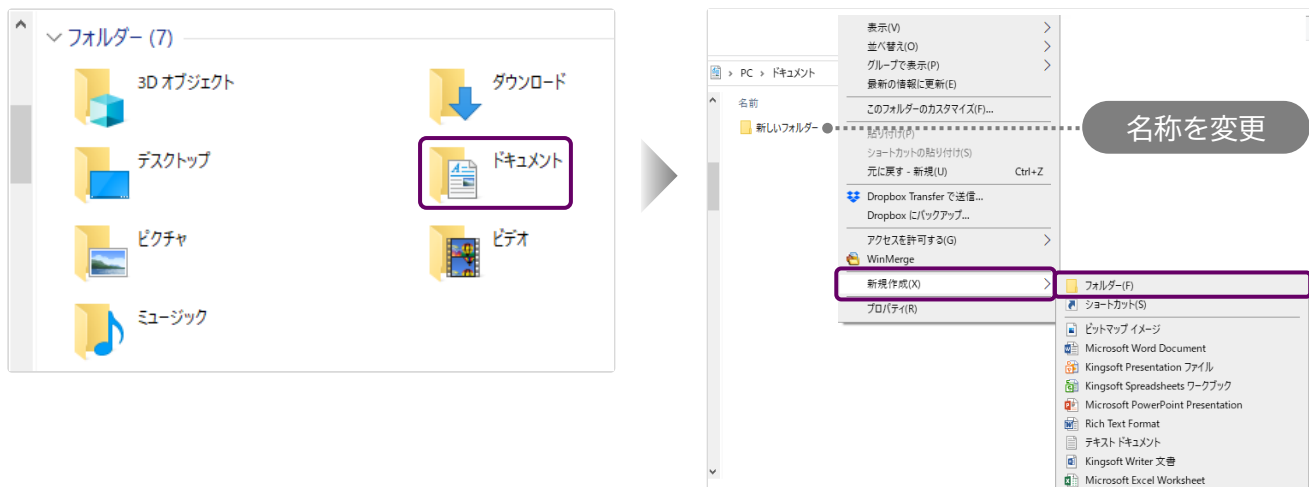 フォルダー (7)
3D オブジェクト
ダウンロード
デスクトップ
ドキュメント
ピクチャ
ビデオ
ミュージック
PC › ドキュメント
名前
新しいフォルダー
名称を変更
表示(V)
並べ替え(O)
グループで表示(P)
最新の情報に更新(E)
このフォルダーのカスタマイズ(F)...
貼り付け(P)
ショートカットの貼り付け(S)
元に戻す - 新規(U) Ctrl+Z
Dropbox Transfer で送信...
Dropbox にバックアップ...
アクセスを許可する(G)
WinMerge
新規作成(X)
プロパティ(R)
フォルダー(F)
ショートカット(S)
ビットマップ イメージ
Microsoft Word Document
Kingsoft Presentation ファイル
Kingsoft Spreadsheets ワークブック
Microsoft PowerPoint Presentation
Rich Text Format
テキスト ドキュメント
Kingsoft Writer 文書
Microsoft Excel Worksheet